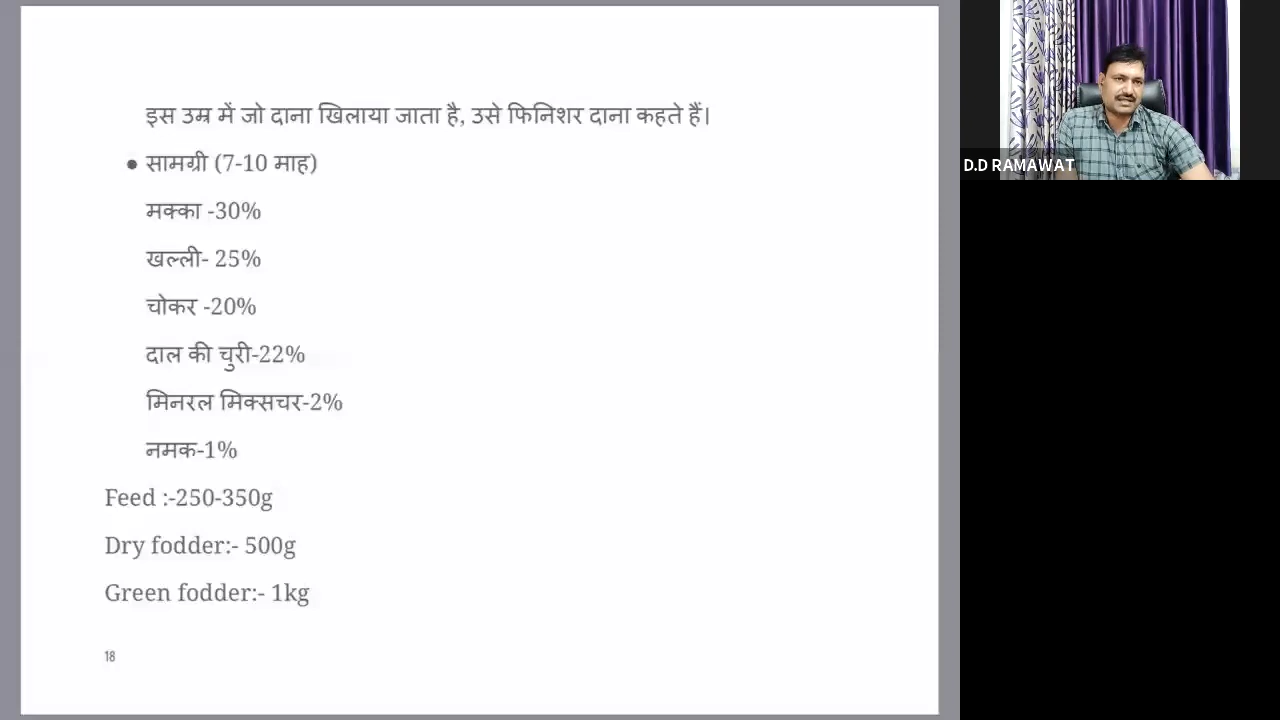 इस उम्र में जो दाना खिलाया जाता है, उसे फिनिशर दाना कहते हैं।
● सामग्री (7-10 माह)
मक्का -30%
खल्ली- 25%
चोकर -20%
दाल की चुरी-22%
मिनरल मिक्सचर-2%
नमक-1%
Feed :-250-350g
Dry fodder:- 500g
Green fodder:- 1kg
18
D.D RAMAWAT